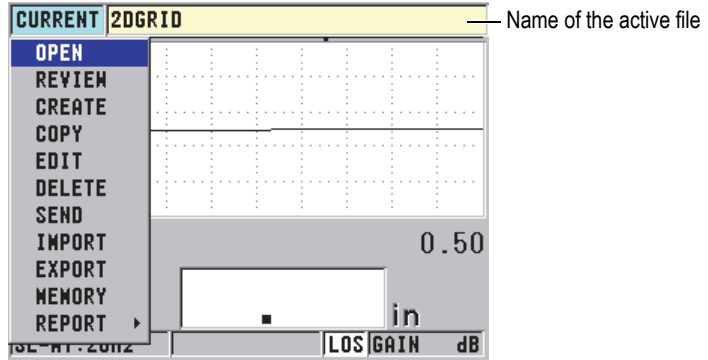 CURRENT 2DGRID
Name of the active file
OPEN
REVIEW
CREATE
COPY
EDIT
DELETE
SEND
IMPORT
0.50
EXPORT
MEMORY
in
REPORT
LOS GAIN dB